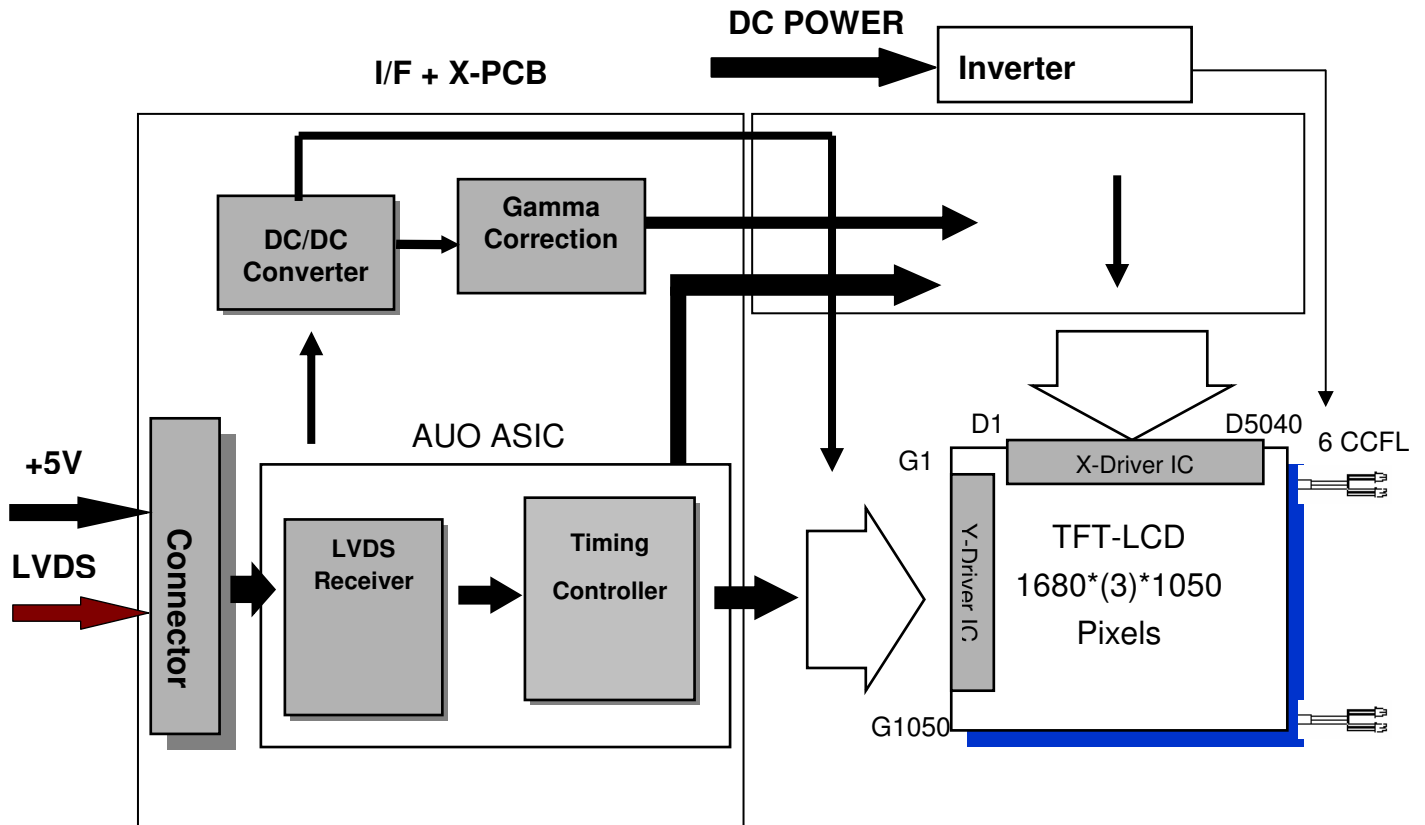 DC POWER
Inverter
I/F + X-PCB
Gamma
Correction
DC/DC
Converter
AUO ASIC
D1
D5040
6 CCFL
+5V
G1
X-Driver IC
Connector
LVDS
Receiver
Timing
Controller
Y-Driver IC
TFT-LCD
1680*(3)*1050
Pixels
LVDS
G1050